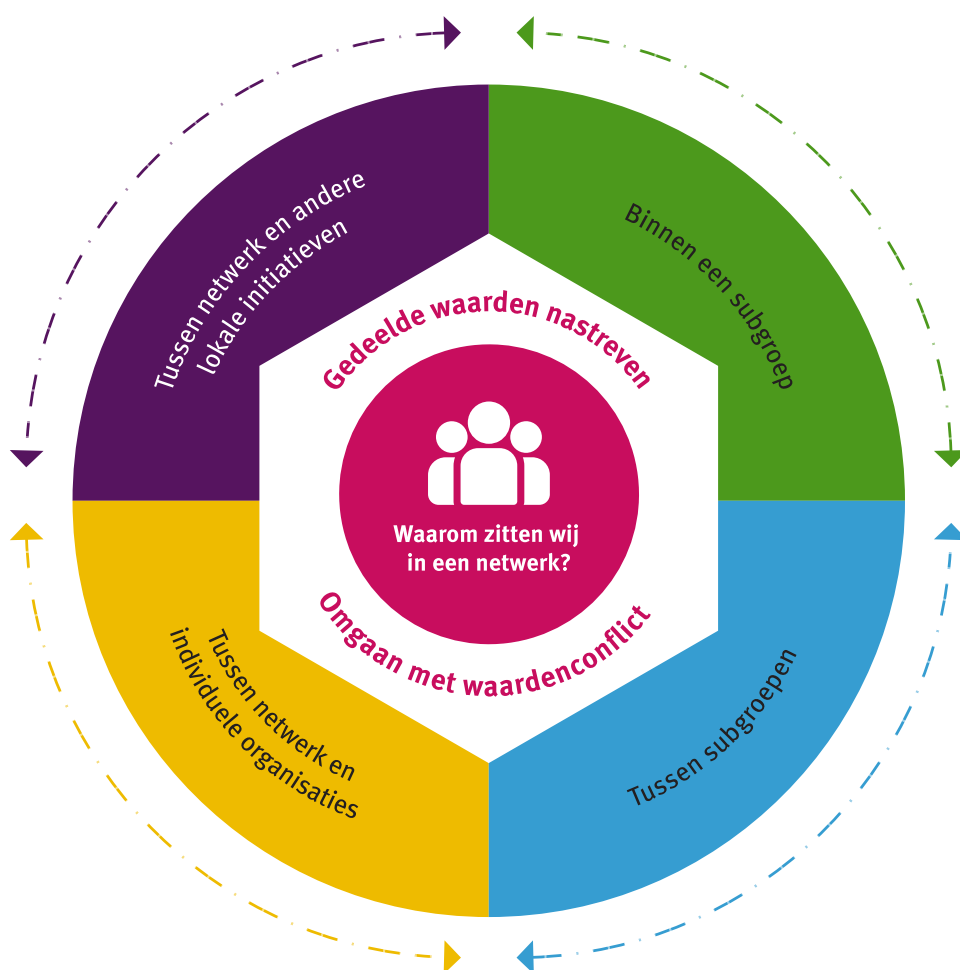 Tussen netwerk en andere
lokale initiatieven
Binnen een subgroep
Gedeelde waarden nastreven
Waarom zitten wij
in een netwerk?
Omgaan met waardenconflict
Tussen netwerk en
individuele organisaties
Tussen subgroepen